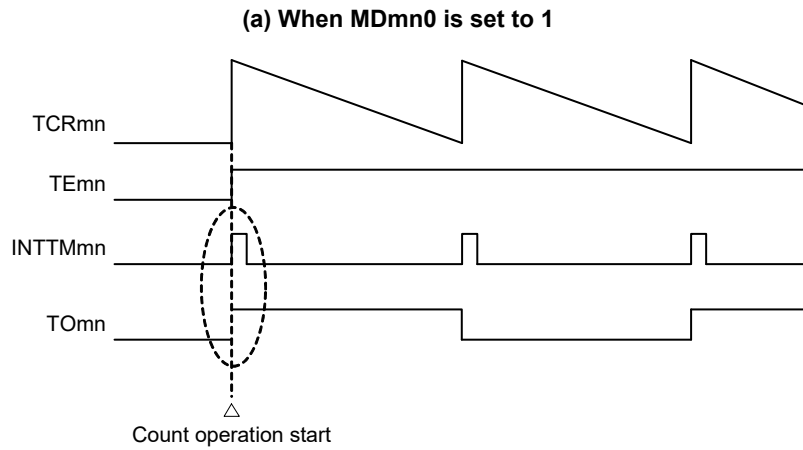 (a) When MDmn0 is set to 1
TCRmn
TEmn
INTTMmn
TOmn
Count operation start